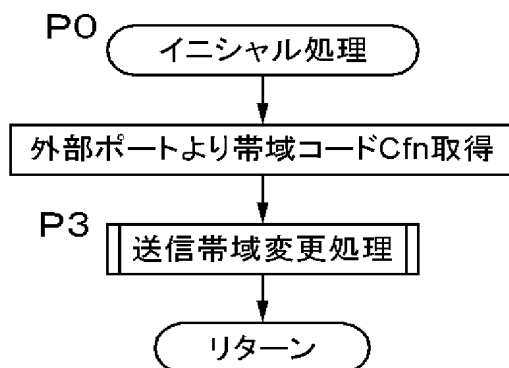 P0
イニシャル処理
外部ポートより帯域コードCfn取得
P3
送信帯域変更処理
リターン